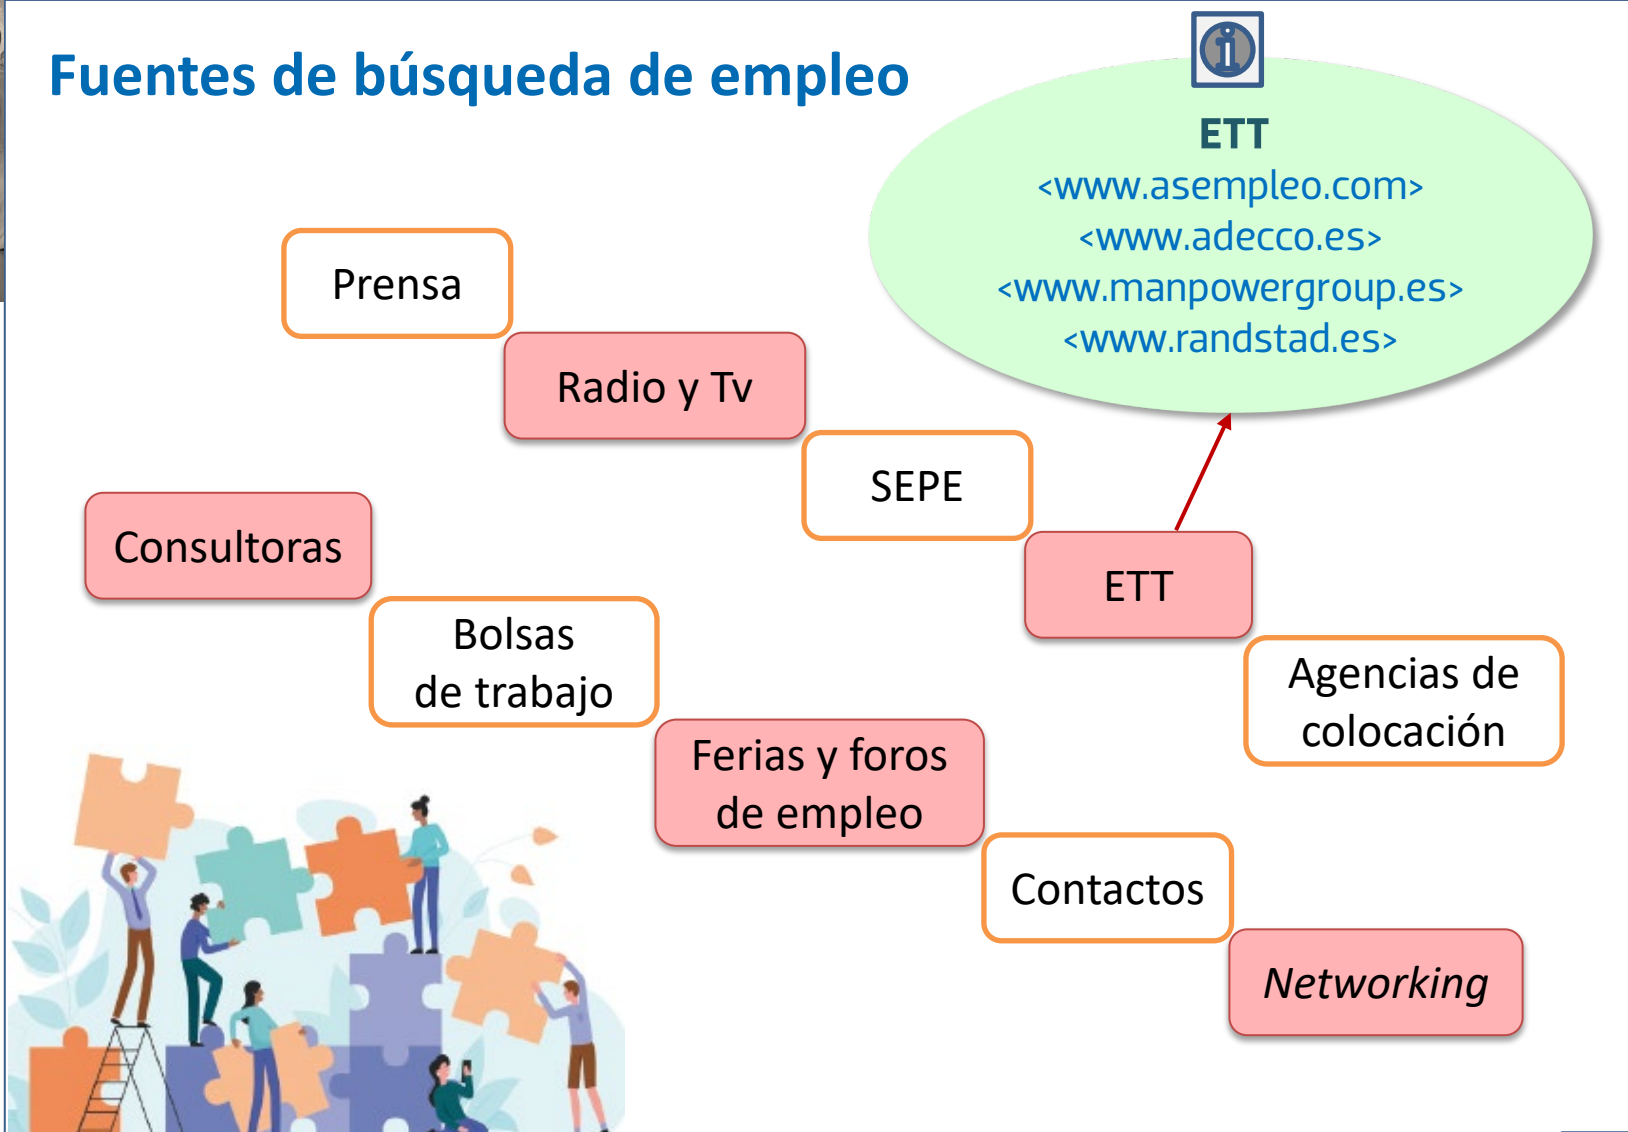 Fuentes de búsqueda de empleo
ETT
<www.asempleo.com>
<www.adecco.es>
<www.manpowergroup.es>
<www.randstad.es>
Prensa
Radio y Tv
SEPE
ETT
Agencias de
colocación
Consultoras
Bolsas
de trabajo
Ferias y foros
de empleo
Contactos
Networking